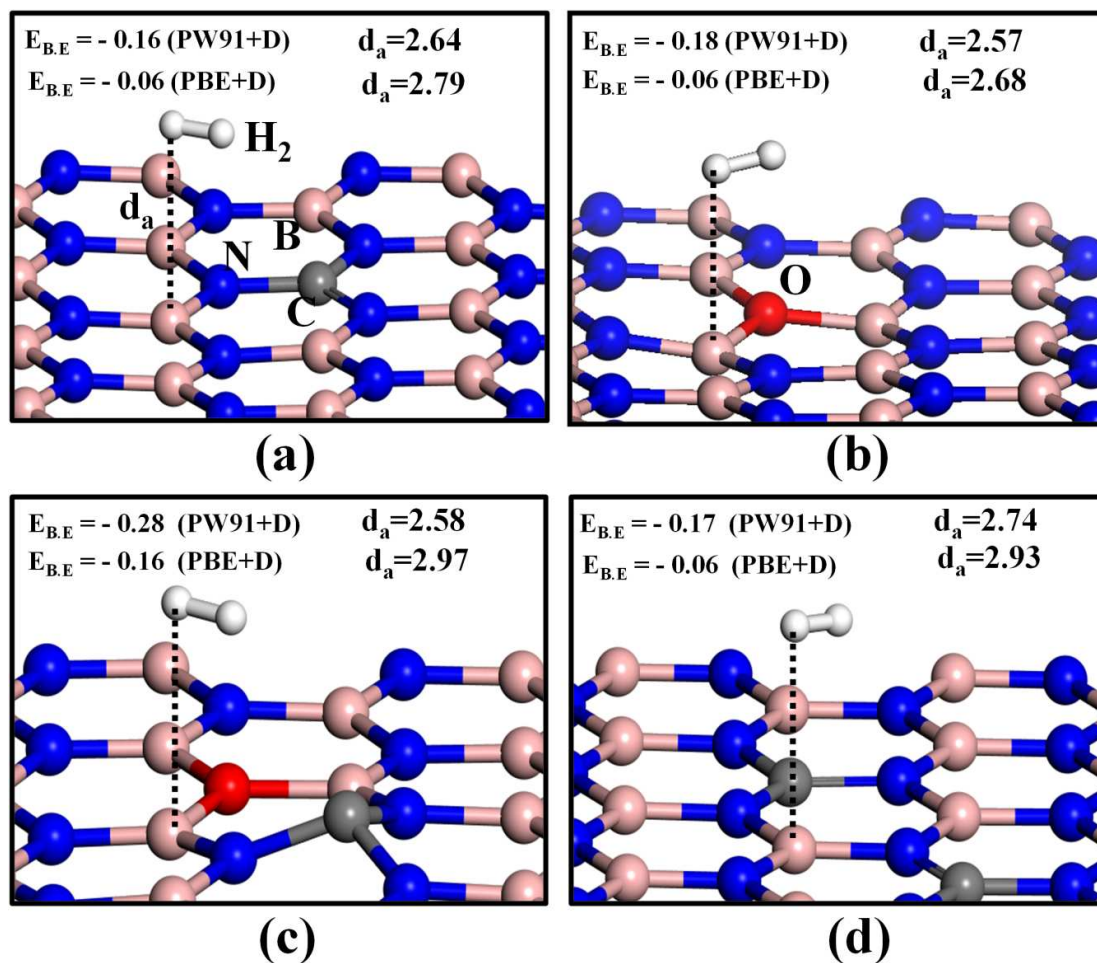 E_B.E = - 0.16 (PW91+D) d_a=2.64
E_B.E = - 0.06 (PBE+D) d_a=2.79
H_2
d_a
B
N
C
(a)
E_B.E = - 0.18 (PW91+D) d_a=2.57
E_B.E = - 0.06 (PBE+D) d_a=2.68
O
(b)
E_B.E = - 0.28 (PW91+D) d_a=2.58
E_B.E = - 0.16 (PBE+D) d_a=2.97
(c)
E_B.E = - 0.17 (PW91+D) d_a=2.74
E_B.E = - 0.06 (PBE+D) d_a=2.93
(d)